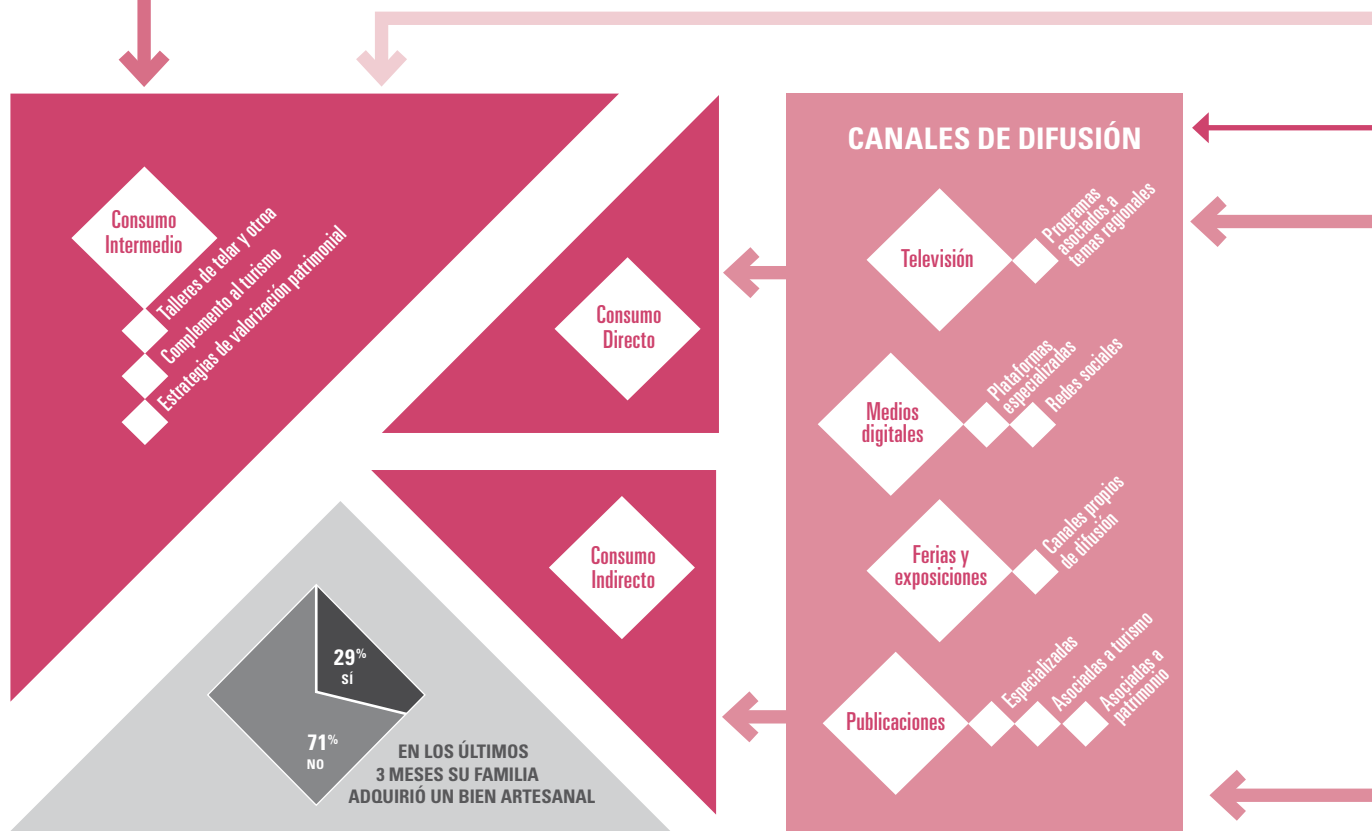 Consumo
Intermedio
Talleres de telar y otroa
Complemento al turismo
Estrategias de valorización patrimonial
Consumo
Directo
Consumo
Indirecto
29%
SÍ
71%
NO
EN LOS ÚLTIMOS
3 MESES SU FAMILIA
ADQUIRIÓ UN BIEN ARTESANAL
CANALES DE DIFUSIÓN
Televisión
Programas
asociados a
temas regionales
Medios
digitales
Plataformas
especializadas
Redes sociales
Ferias y
exposiciones
Canales propios
de difusión
Publicaciones
Especializadas
Asociadas a turismo
Asociadas a
patrimonio